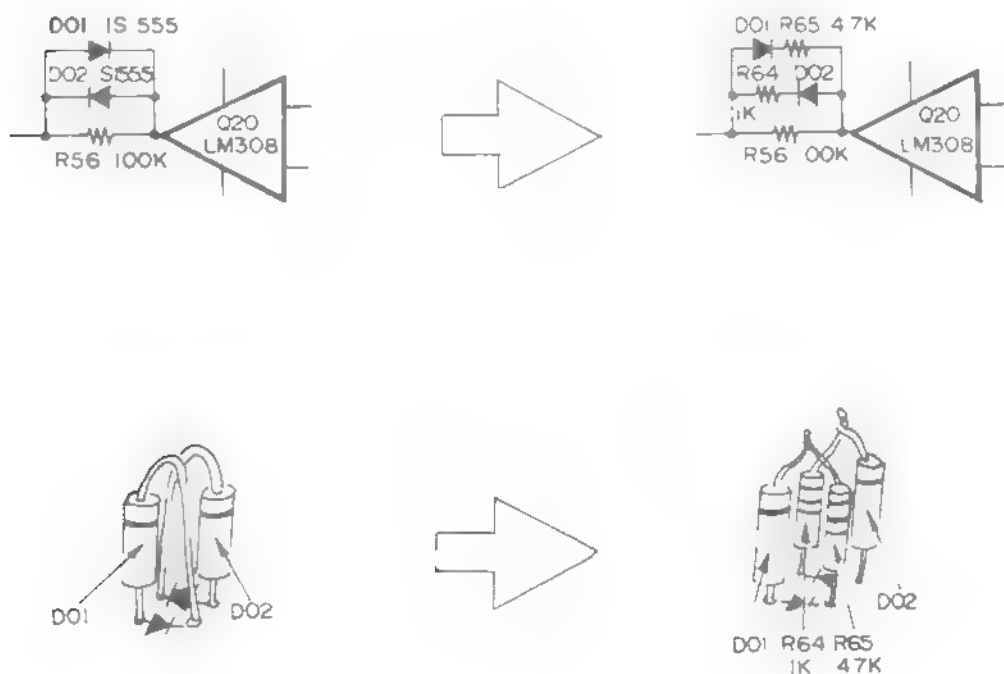 D01 IS 555
D02 S1555
Q20
LM308
R56 100K
D01 R65 47K
R64 D02
1K
Q20
LM308
R56 00K
D01
D02
D02
D01 R64 R65
1K 47K